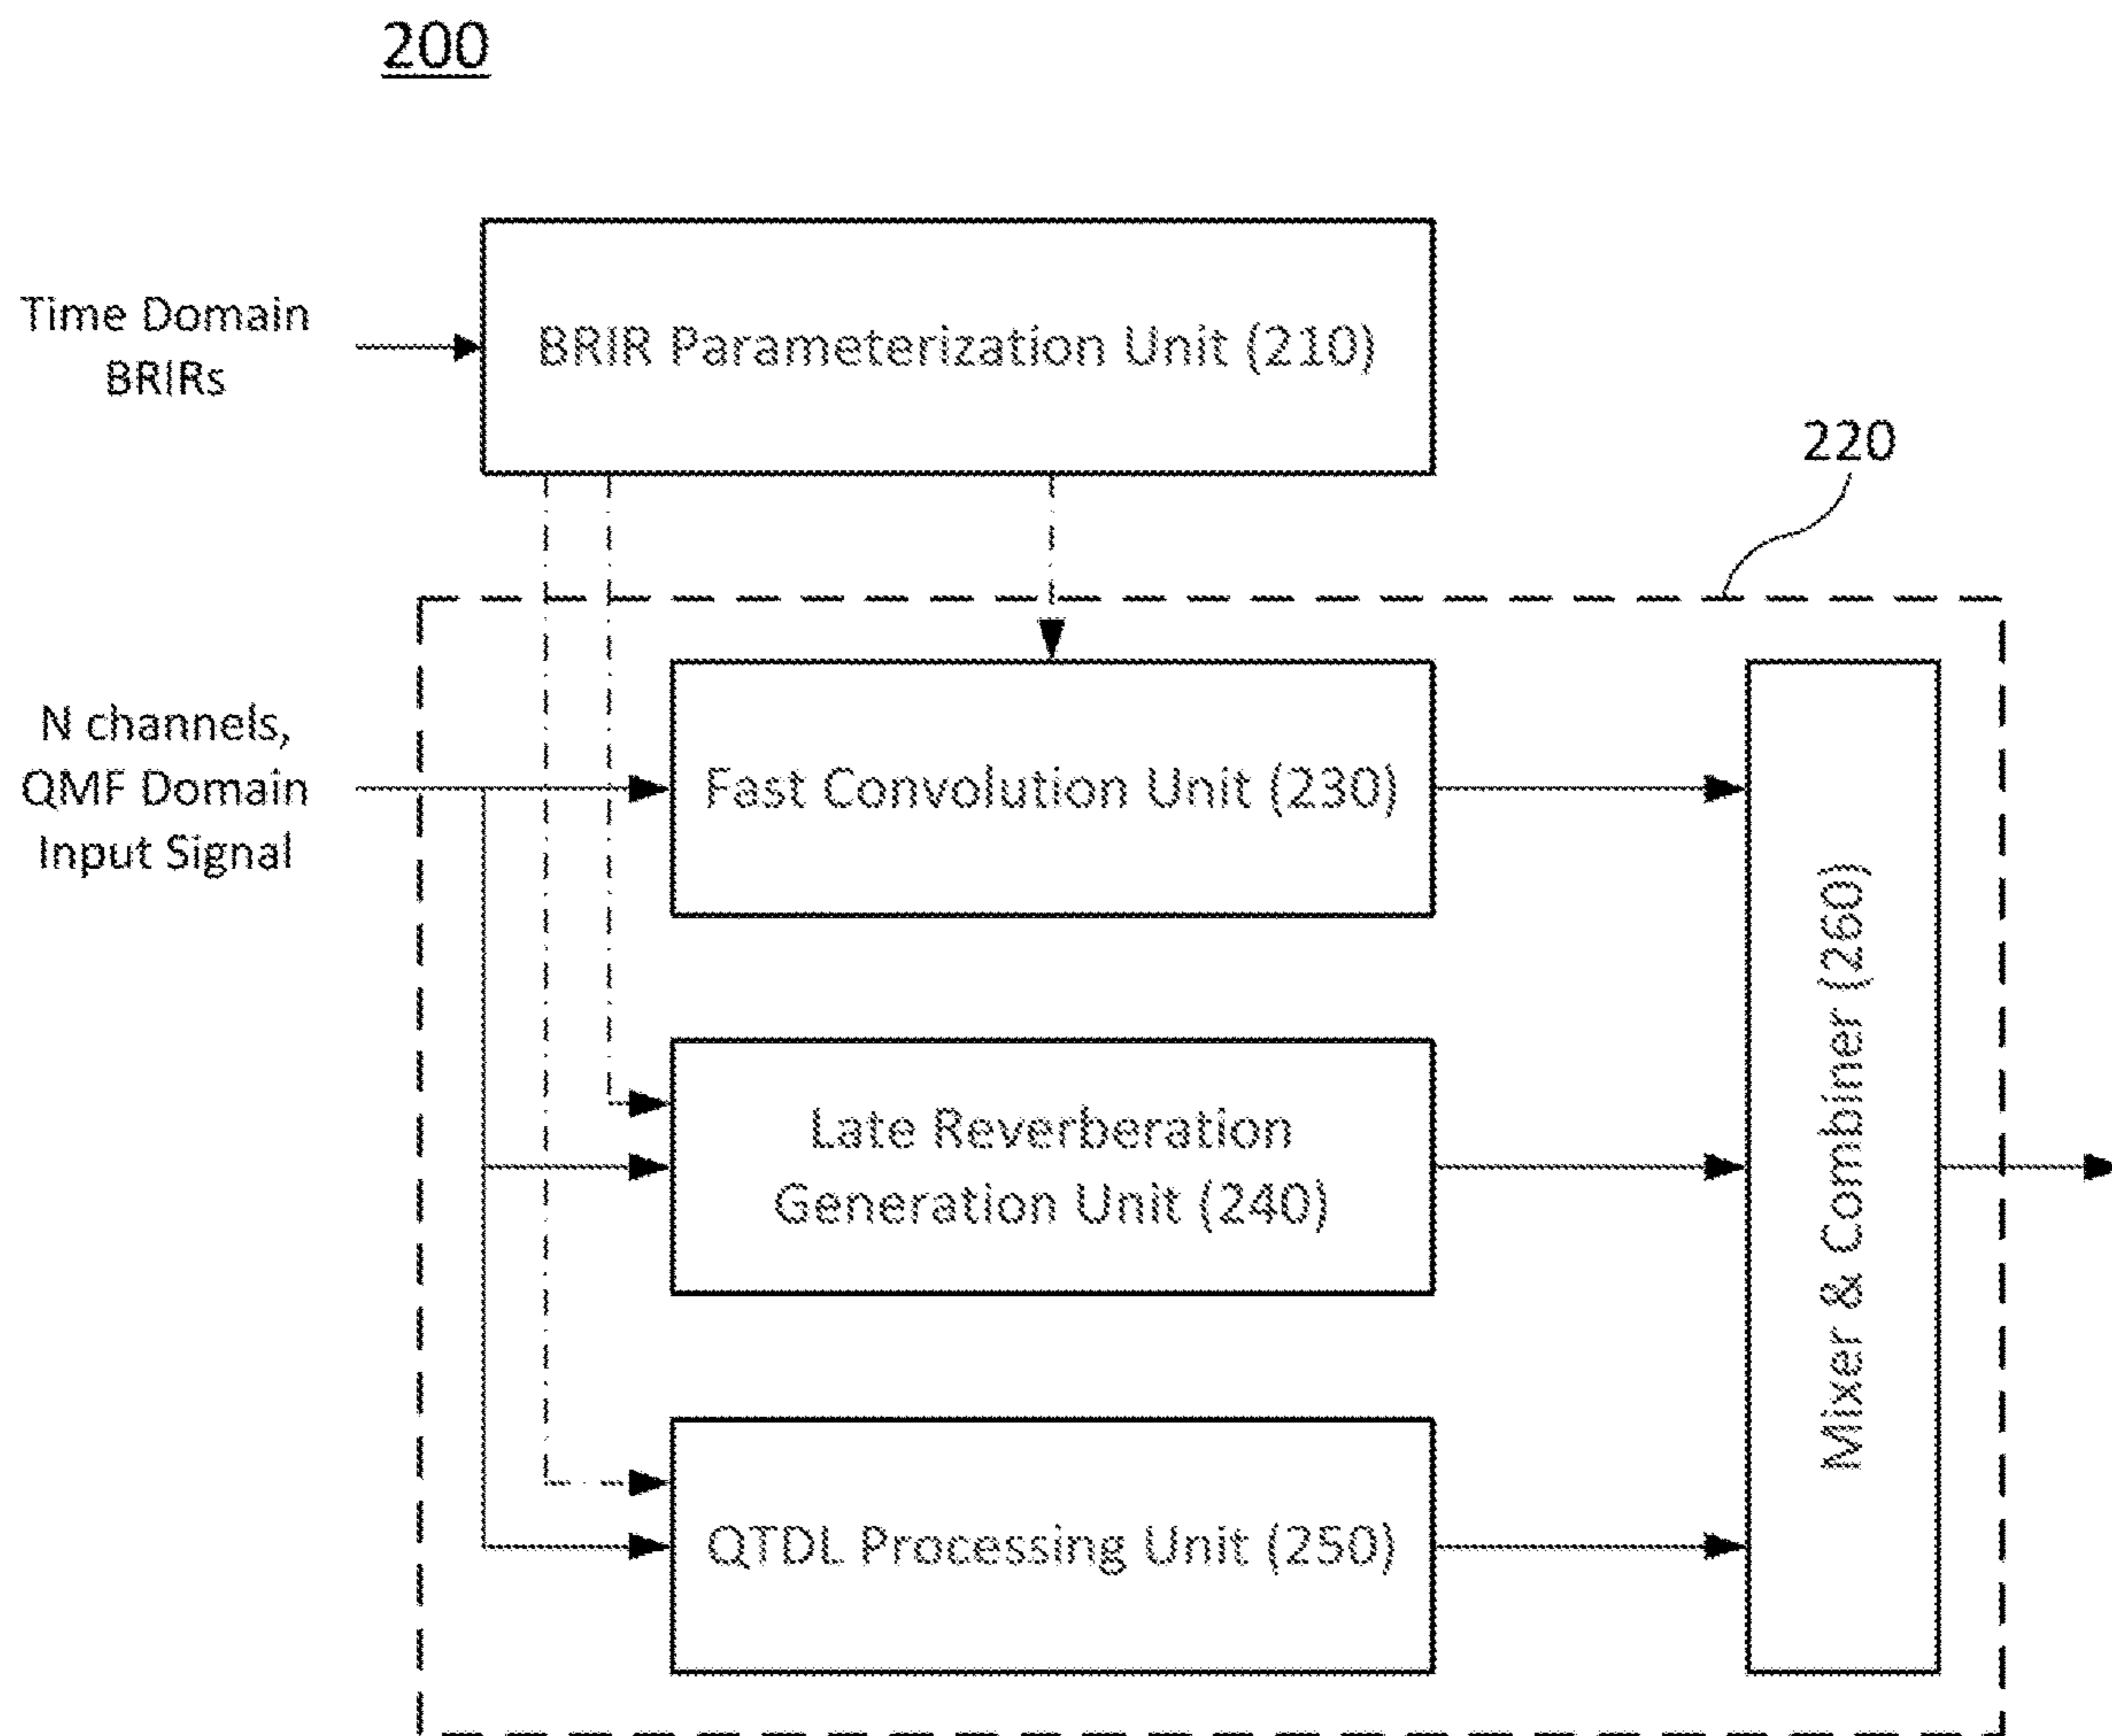 200
Time Domain
BRIRs
BRIR Parameterization Unit (210)
220
N channels,
QMF Domain
Input Signal
Fast Convolution Unit (230)
Late Reverberation
Generation Unit (240)
QTDL Processing Unit (250)
Mixer & Combiner (260)